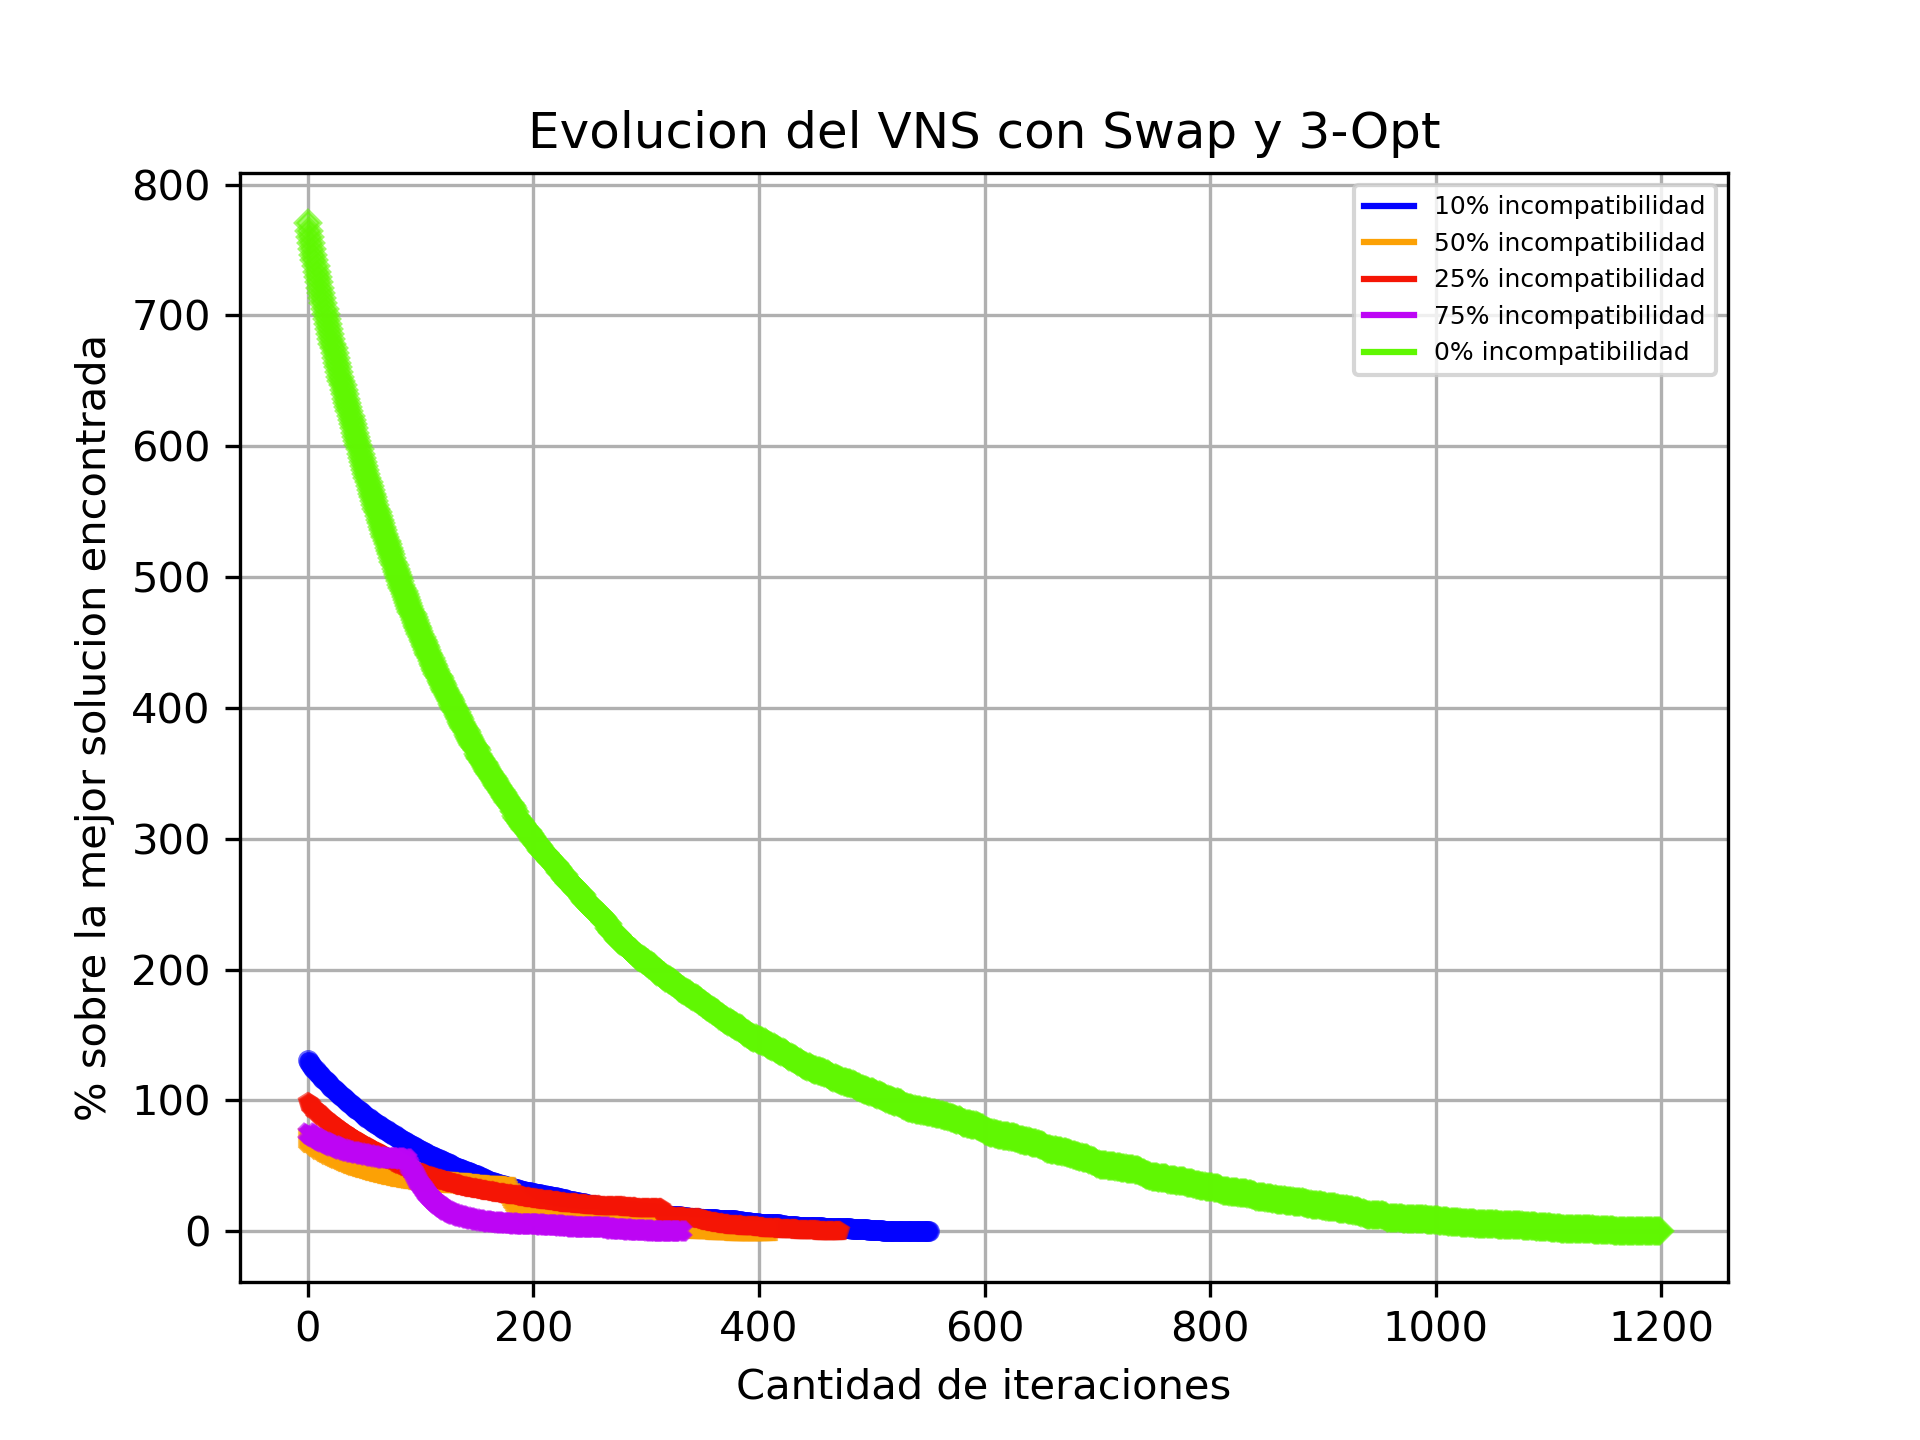 Evolucion del VNS con Swap y 3-Opt
% sobre la mejor solucion encontrada
800
700
600
500
400
300
200
100
0
10% incompatibilidad
50% incompatibilidad
25% incompatibilidad
75% incompatibilidad
0% incompatibilidad
0 200 400 600 800 1000 1200
Cantidad de iteraciones